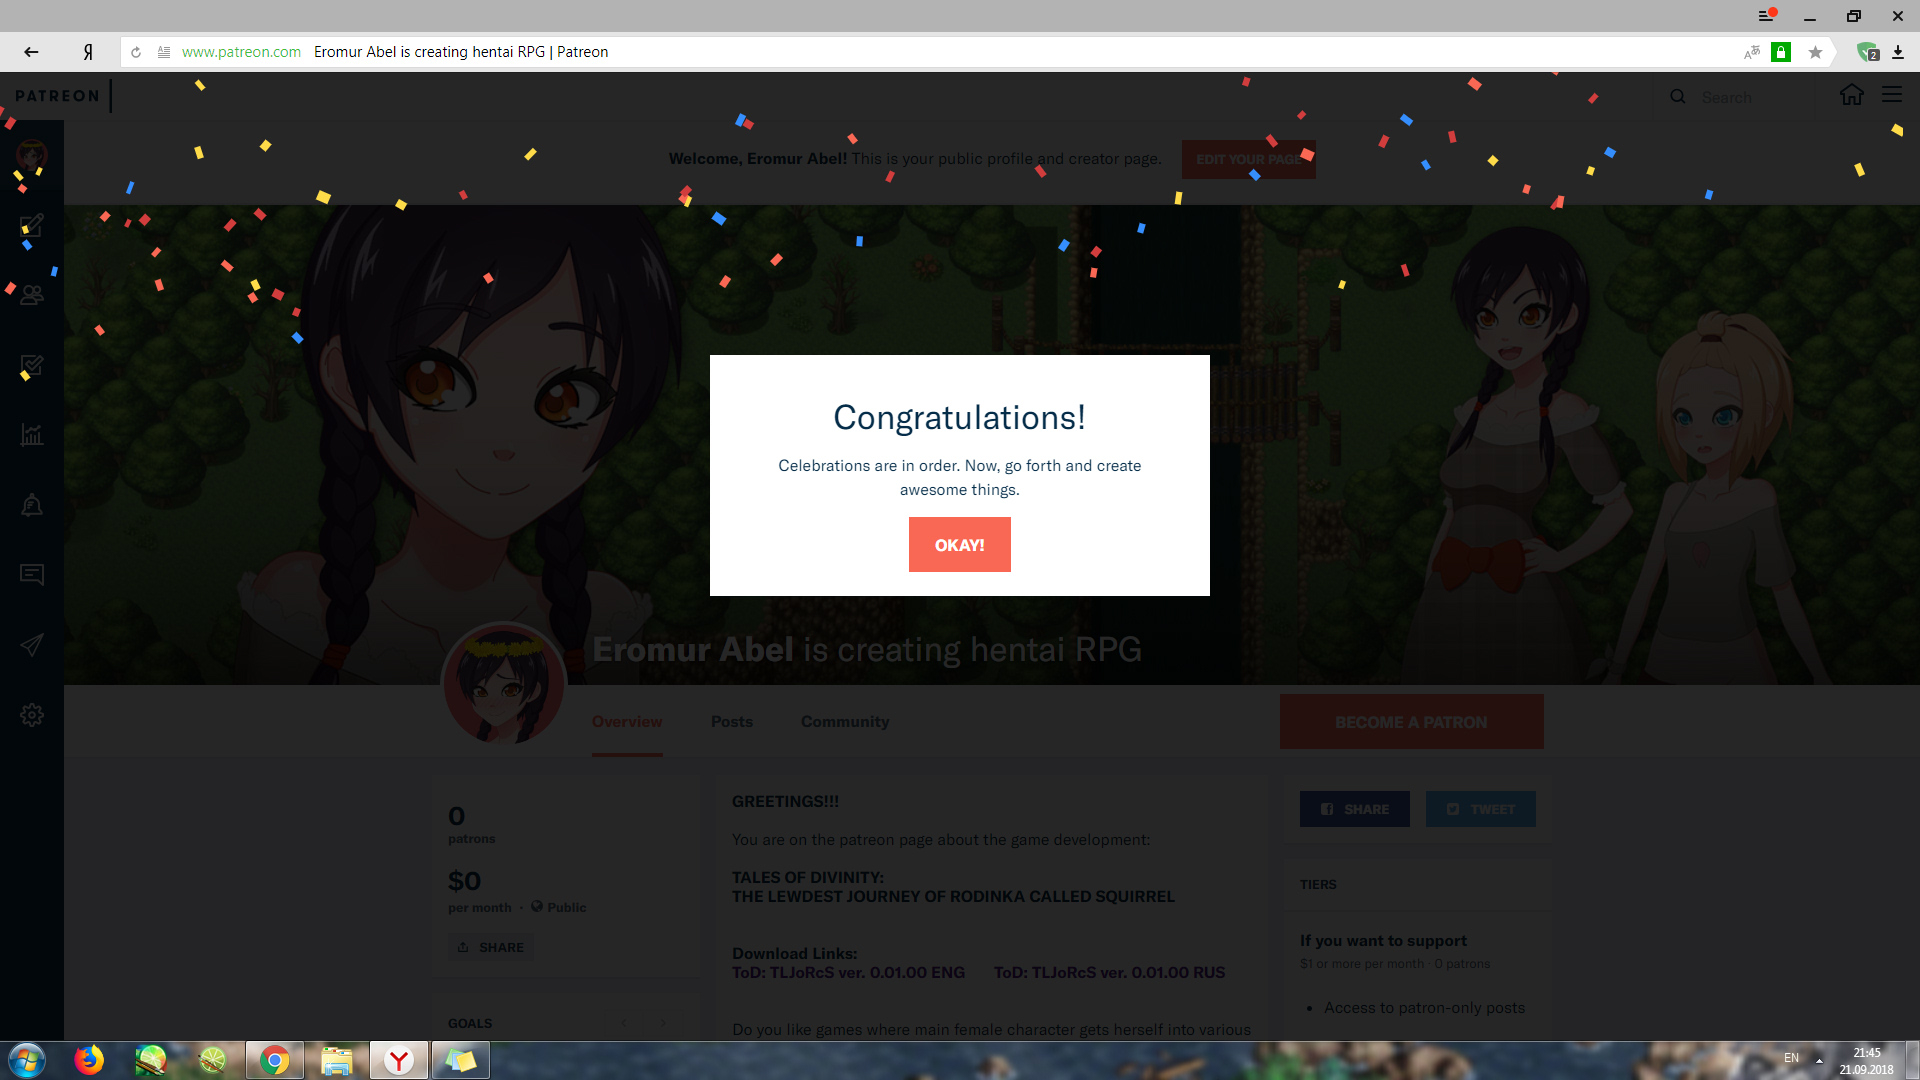 Я
www.patreon.com Eromur Abel is creating hentai RPG | Patreon
2
PATREON
Search
Welcome, Eromur Abel! This is your public profile and creator page.
EDIT YOUR PAGE
Congratulations!
Celebrations are in order. Now, go forth and create
awesome things.
OKAY!
Eromur Abel is creating hentai RPG
Overview
Posts
Community
BECOME A PATRON
0
patrons
$0
per month · Public
SHARE
GOALS
GREETINGS!!!
You are on the patreon page about the game development:
TALES OF DIVINITY:
THE LEWDEST JOURNEY OF RODINKA CALLED SQUIRREL
Download Links:
ToD: TLJoRcS ver. 0.01.00 ENG ToD: TLJoRcS ver. 0.01.00 RUS
Do you like games where main female character gets herself into various
SHARE
TWEET
TIERS
If you want to support
$1 or more per month · 0 patrons
• Access to patron-only posts
EN
21:45
21.09.2018